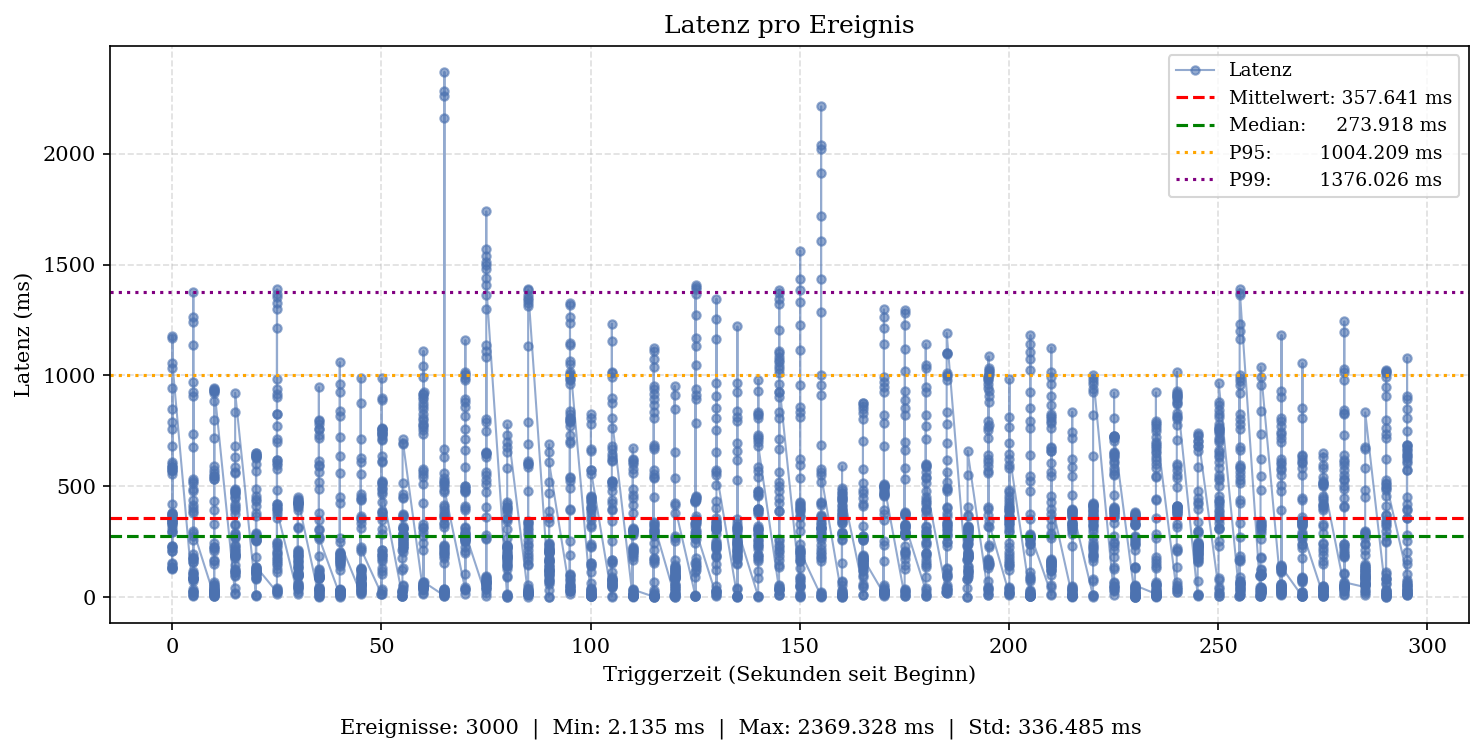 Latenz pro Ereignis
Latenz (ms)
2000
1500
1000
500
0
Latenz
Mittelwert: 357.641 ms
Median: 273.918 ms
P95: 1004.209 ms
P99: 1376.026 ms
0 50 100 150 200 250 300
Triggerzeit (Sekunden seit Beginn)
Ereignisse: 3000 | Min: 2.135 ms | Max: 2369.328 ms | Std: 336.485 ms